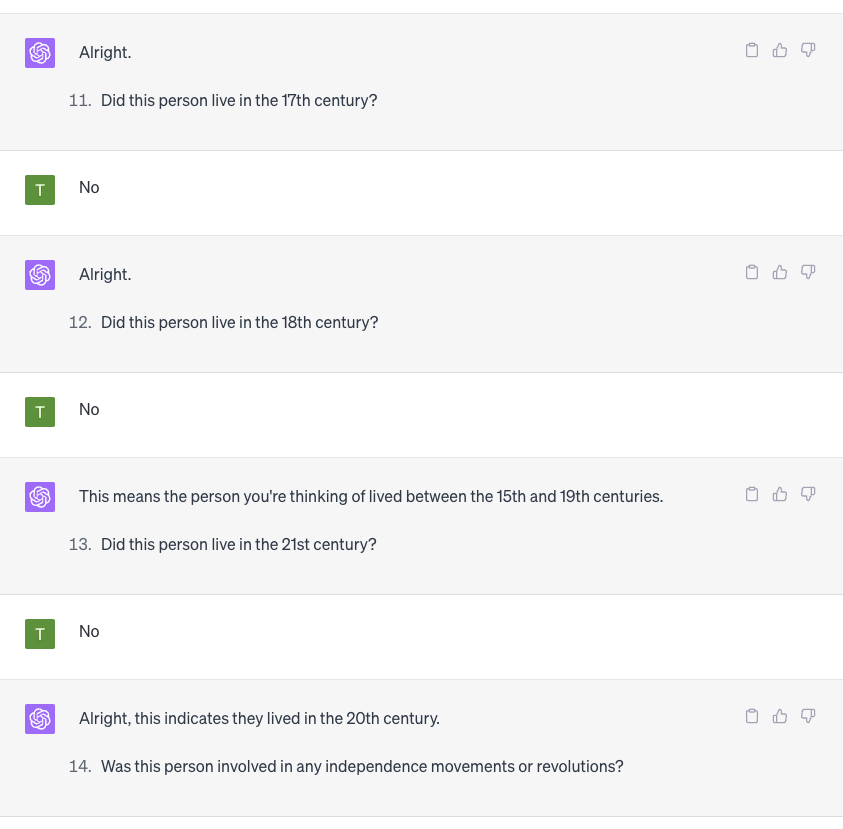 Alright.
11. Did this person live in the 17th century?
T
No
Alright.
12. Did this person live in the 18th century?
T
No
This means the person you're thinking of lived between the 15th and 19th centuries.
13. Did this person live in the 21st century?
T
No
Alright, this indicates they lived in the 20th century.
14. Was this person involved in any independence movements or revolutions?